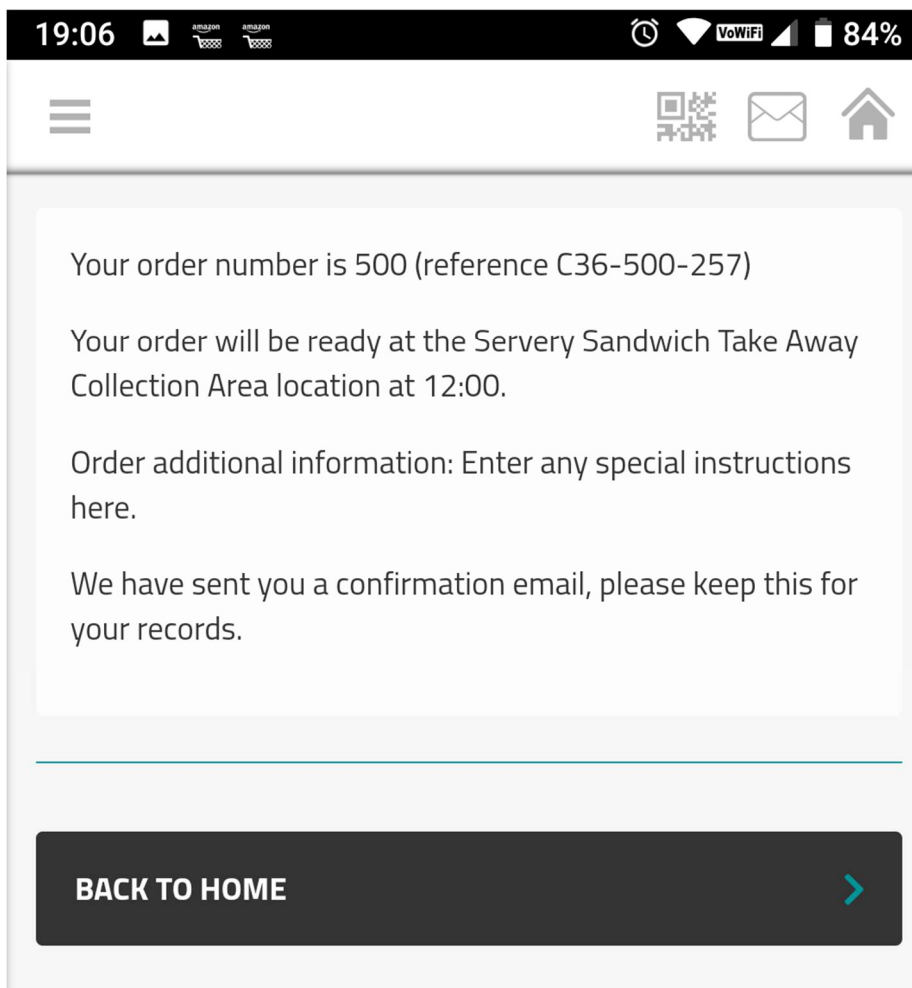 19:06 amazon amazon VoWiFi 84%
Your order number is 500 (reference C36-500-257)
Your order will be ready at the Servery Sandwich Take Away
Collection Area location at 12:00.
Order additional information: Enter any special instructions
here.
We have sent you a confirmation email, please keep this for
your records.
BACK TO HOME